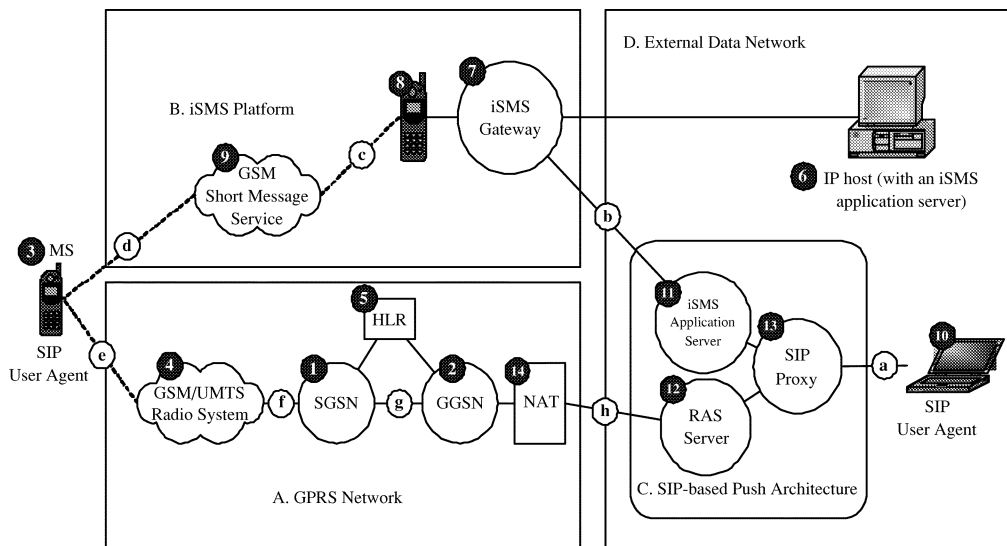 D. External Data Network
7
8
iSMS
Gateway
B. iSMS Platform
c
9
GSM
Short Message
Service
6 IP host (with an iSMS
application server)
b
d
3 MS
SIP
User Agent
e
5
HLR
11
iSMS
Application
Server
13
SIP
Proxy
a
10
SIP
User Agent
4
GSM/UMTS
Radio System
f
1
SGSN
g
2
GGSN
14
NAT
h
12
RAS
Server
A. GPRS Network
C. SIP-based Push Architecture